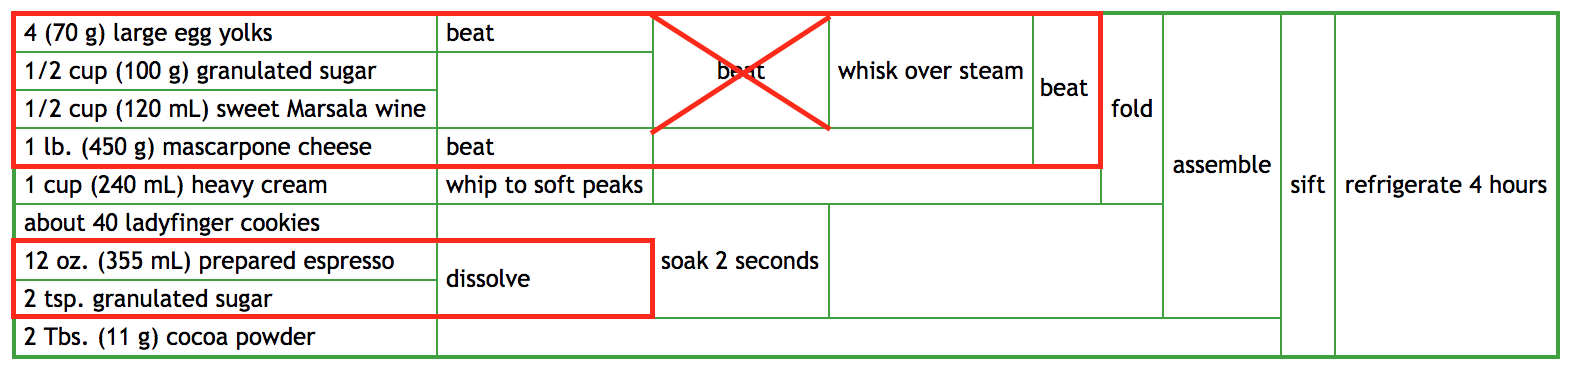 4 (70 g) large egg yolks beat beat whisk over steam beat fold assemble sift refrigerate 4 hours
1/2 cup (100 g) granulated sugar
1/2 cup (120 mL) sweet Marsala wine
1 lb. (450 g) mascarpone cheese beat
1 cup (240 mL) heavy cream whip to soft peaks
about 40 ladyfinger cookies soak 2 seconds
12 oz. (355 mL) prepared espresso dissolve
2 tsp. granulated sugar
2 Tbs. (11 g) cocoa powder